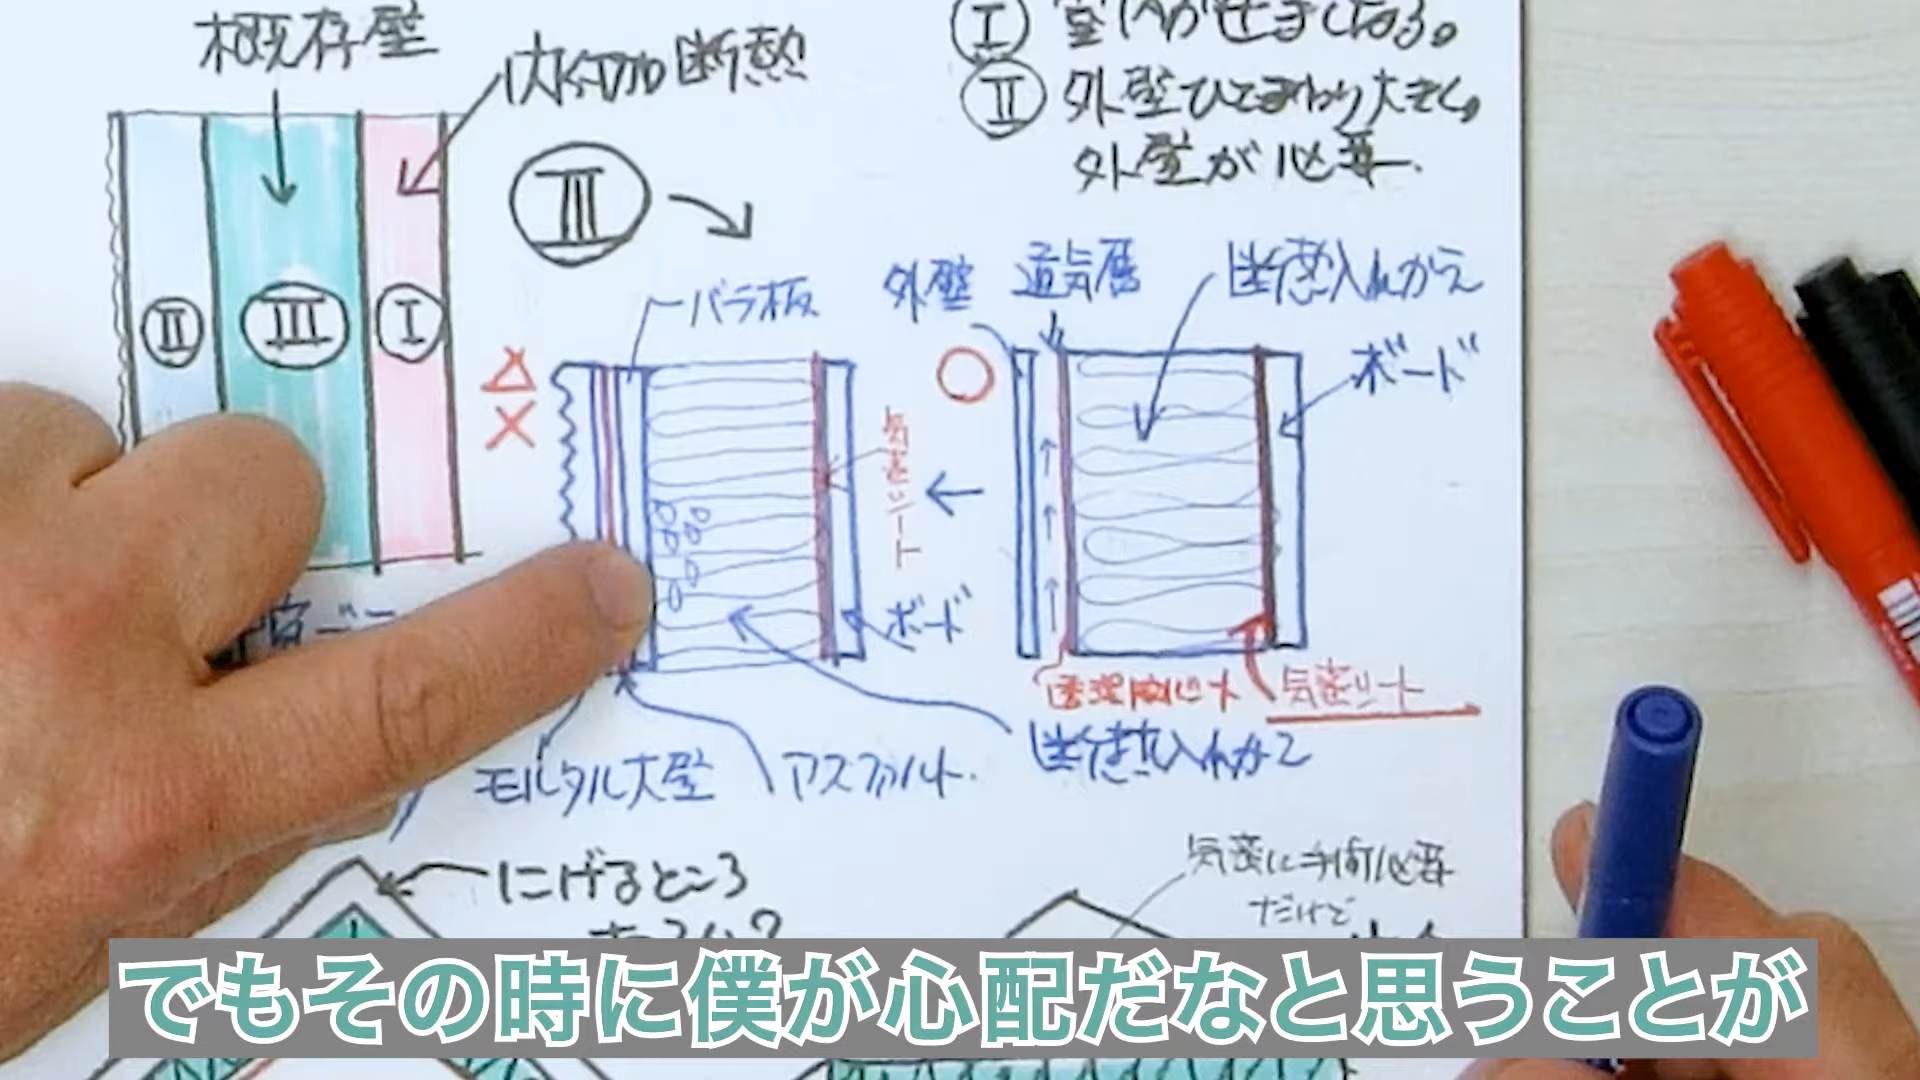 既存壁
内付加断熱
Ⅰ 室内がせまくなる。
Ⅱ 外壁ひとまわり大きく。
外壁が必要
Ⅲ
Ⅱ Ⅲ Ⅰ
バラ板
外壁
通気層
断熱入れかえ
△
×
○
ボード
気密シート
ボード
透湿防水シート
気密シート
モルタル大壁
アスファルト
断熱入れかえ
にげるところ
気密に手間必要
だけど
でもその時に僕が心配だなと思うことが